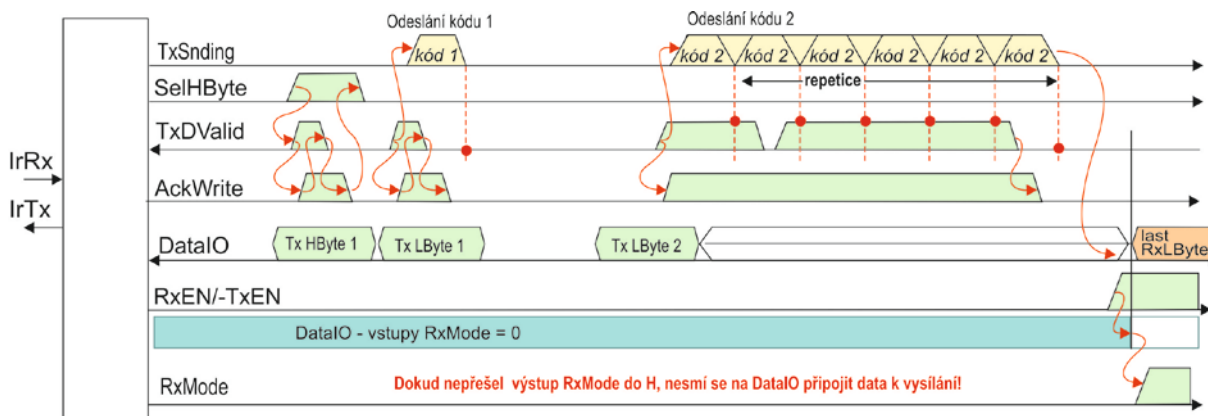 Odeslání kódu 1
Odeslání kódu 2
TxSnding
kód 1
kód 2 kód 2 kód 2 kód 2 kód 2 kód 2
repetice
SelHByte
TxDValid
IrRx
AckWrite
IrTx
DataIO
Tx HByte 1
Tx LByte 1
Tx LByte 2
last
RxLByte
RxEN/-TxEN
DataIO - vstupy RxMode = 0
RxMode
Dokud nepřešel výstup RxMode do H, nesmí se na DataIO připojit data k vysílání!